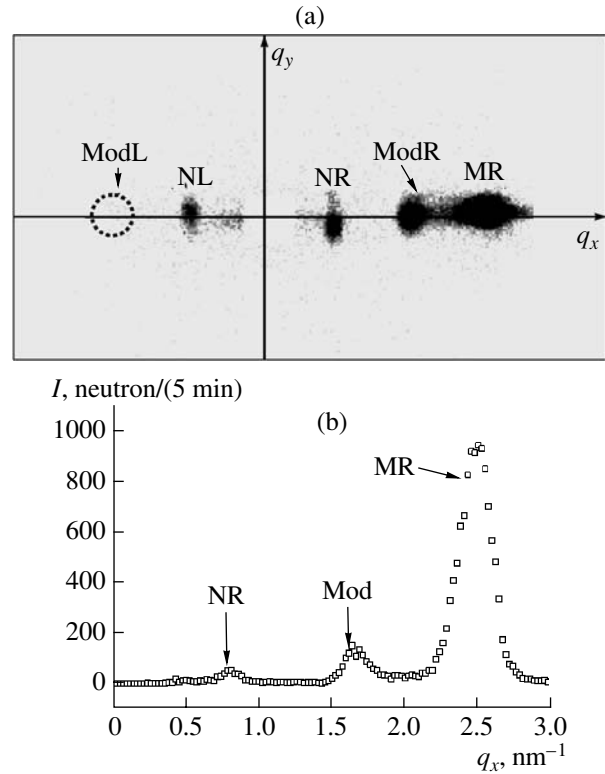 (a)
q_y
ModL
NL
NR
ModR
MR
q_x
I, neutron/(5 min)
(b)
1000
800
600
400
200
0
MR
NR
Mod
0 0.5 1.0 1.5 2.0 2.5 3.0
q_x, nm⁻¹